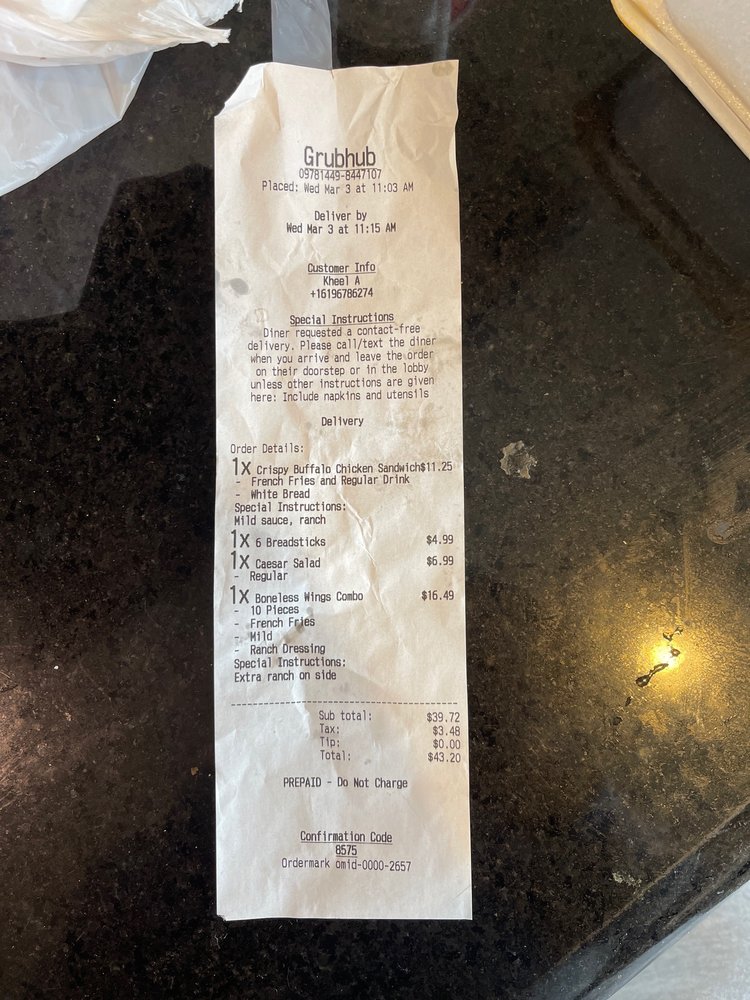 Grubhub
09781449-8447107
Placed: Wed Mar 3 at 11:03 AM
Deliver by
Wed Mar 3 at 11:15 AM
Customer Info
Kheel A
+16196786274
Special Instructions
Diner requested a contact-free
delivery. Please call/text the diner
when you arrive and leave the order
on their doorstep or in the lobby
unless other instructions are given
here: Include napkins and utensils
Delivery
Order Details:
1x Crispy Buffalo Chicken Sandwich$11.25
- French Fries and Regular Drink
- White Bread
Special Instructions:
Mild sauce, ranch
1x 6 Breadsticks $4.99
1x Caesar Salad $6.99
- Regular
1x Boneless Wings Combo $16.49
- 10 Pieces
- French Fries
- Mild
- Ranch Dressing
Special Instructions:
Extra ranch on side
Sub total: $39.72
Tax: $3.48
Tip: $0.00
Total: $43.20
PREPAID - Do Not Charge
Confirmation Code
8575
Ordermark omid-0000-2657